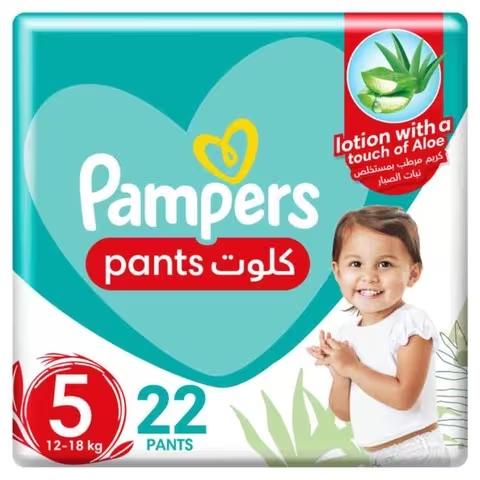 lotion with a
touch of Aloe
كريم مرطب بمستخلص
نبات الصبار
Pampers
pants كلوت
5
12-18 kg
22
PANTS